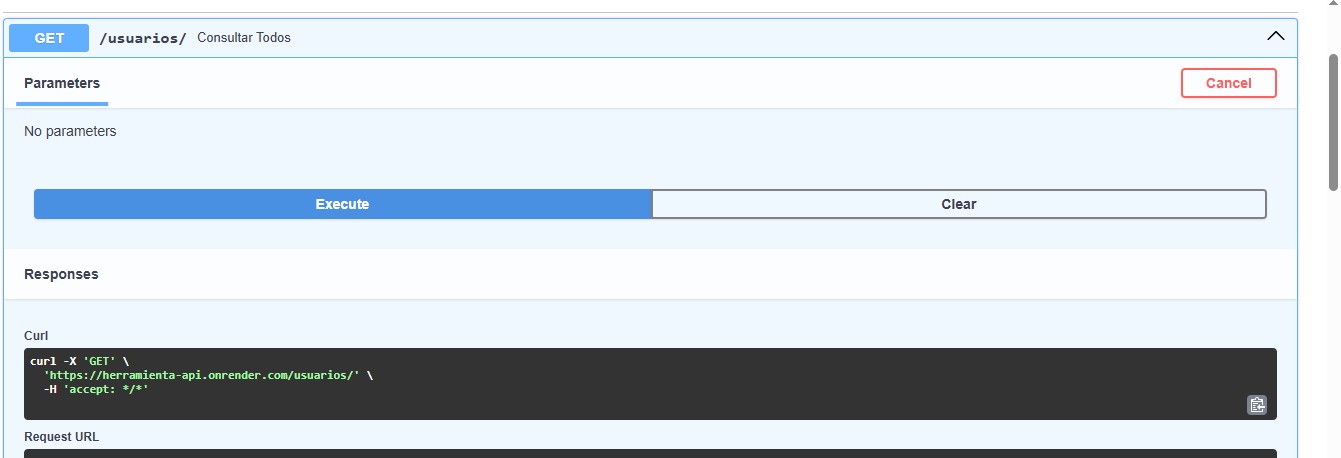 GET /usuarios/ Consultar Todos
Parameters
Cancel
No parameters
Execute
Clear
Responses
Curl
curl -X 'GET' \
  'https://herramienta-api.onrender.com/usuarios/' \
  -H 'accept: */*'
Request URL